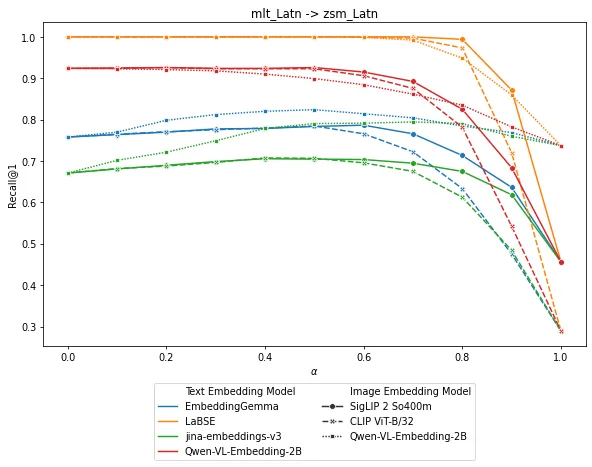 mlt_Latn -> zsm_Latn
Recall@1
1.0
0.9
0.8
0.7
0.6
0.5
0.4
0.3
0.0 0.2 0.4 0.6 0.8 1.0
α
Text Embedding Model Image Embedding Model
EmbeddingGemma SigLIP 2 So400m
LaBSE CLIP ViT-B/32
jina-embeddings-v3 Qwen-VL-Embedding-2B
Qwen-VL-Embedding-2B